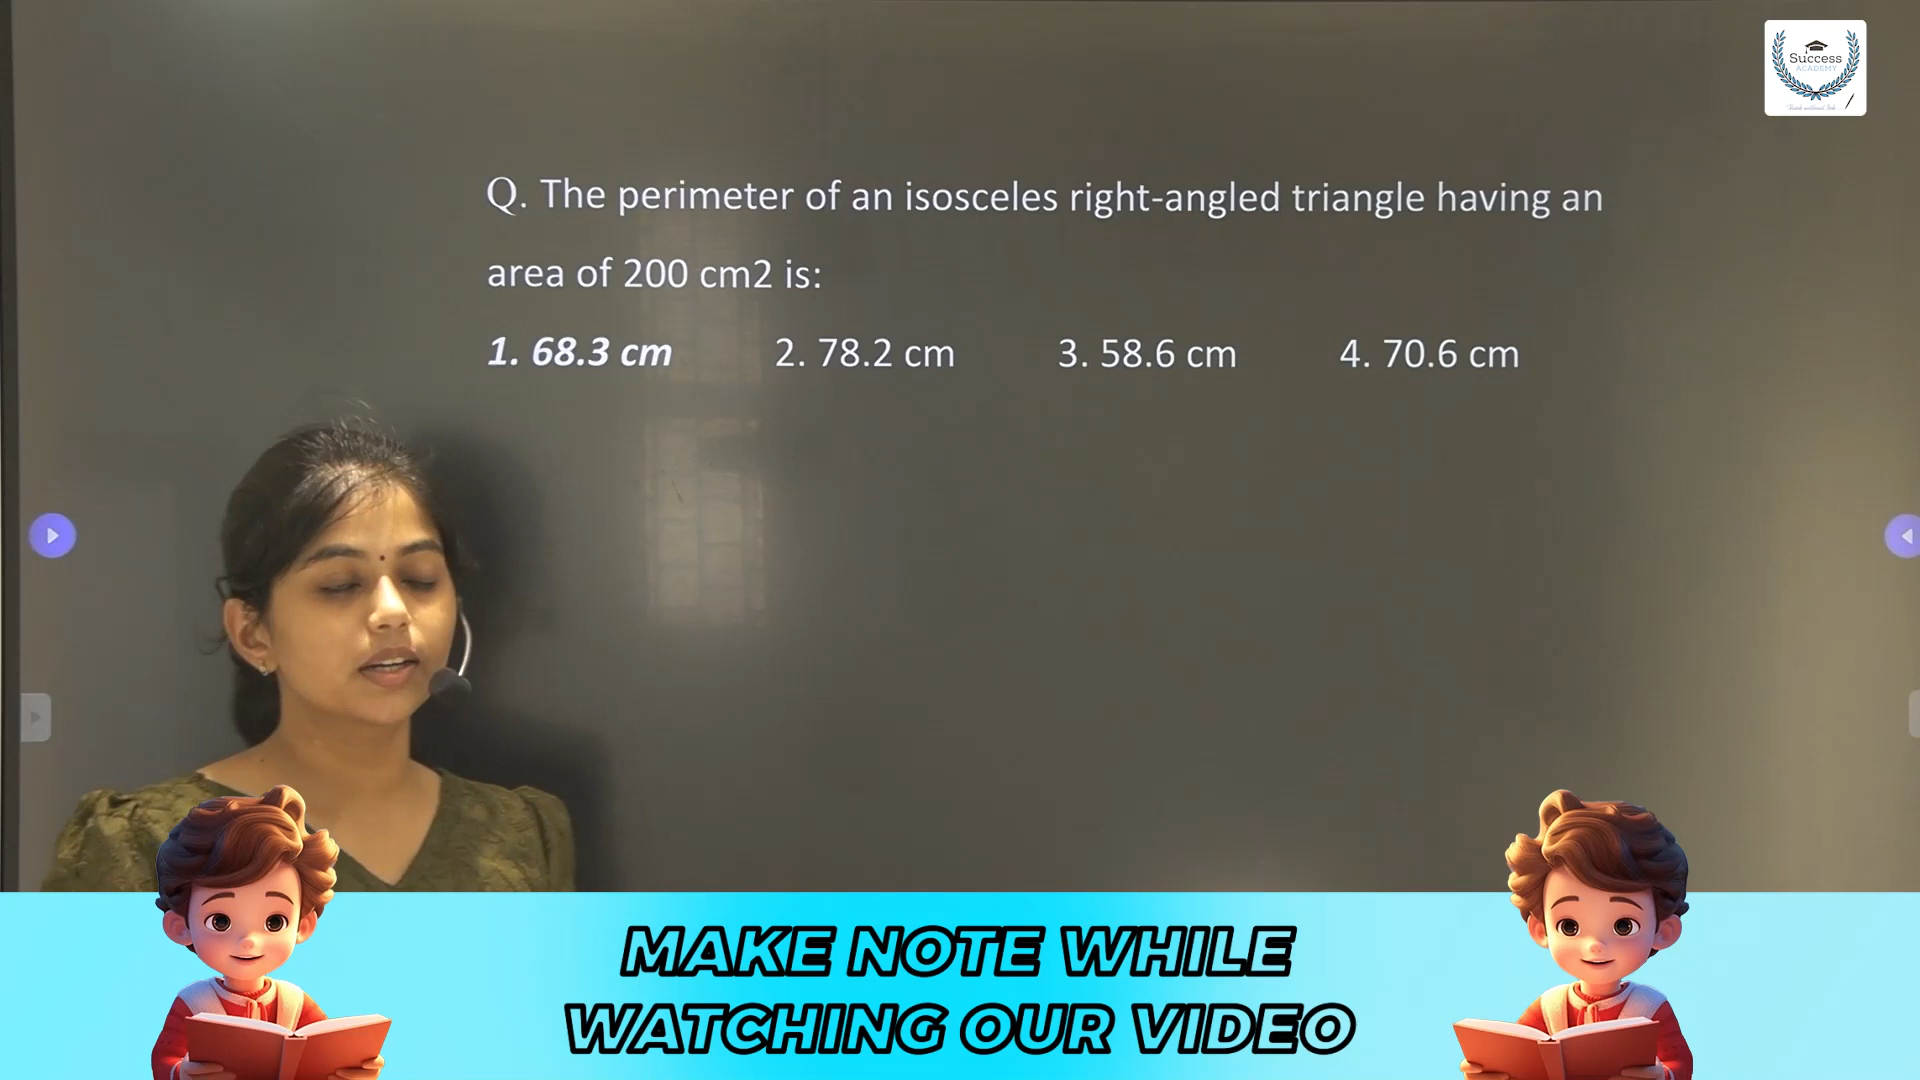 Success
ACADEMY
Q. The perimeter of an isosceles right-angled triangle having an
area of 200 cm2 is:
1. 68.3 cm 2. 78.2 cm 3. 58.6 cm 4. 70.6 cm
MAKE NOTE WHILE
WATCHING OUR VIDEO